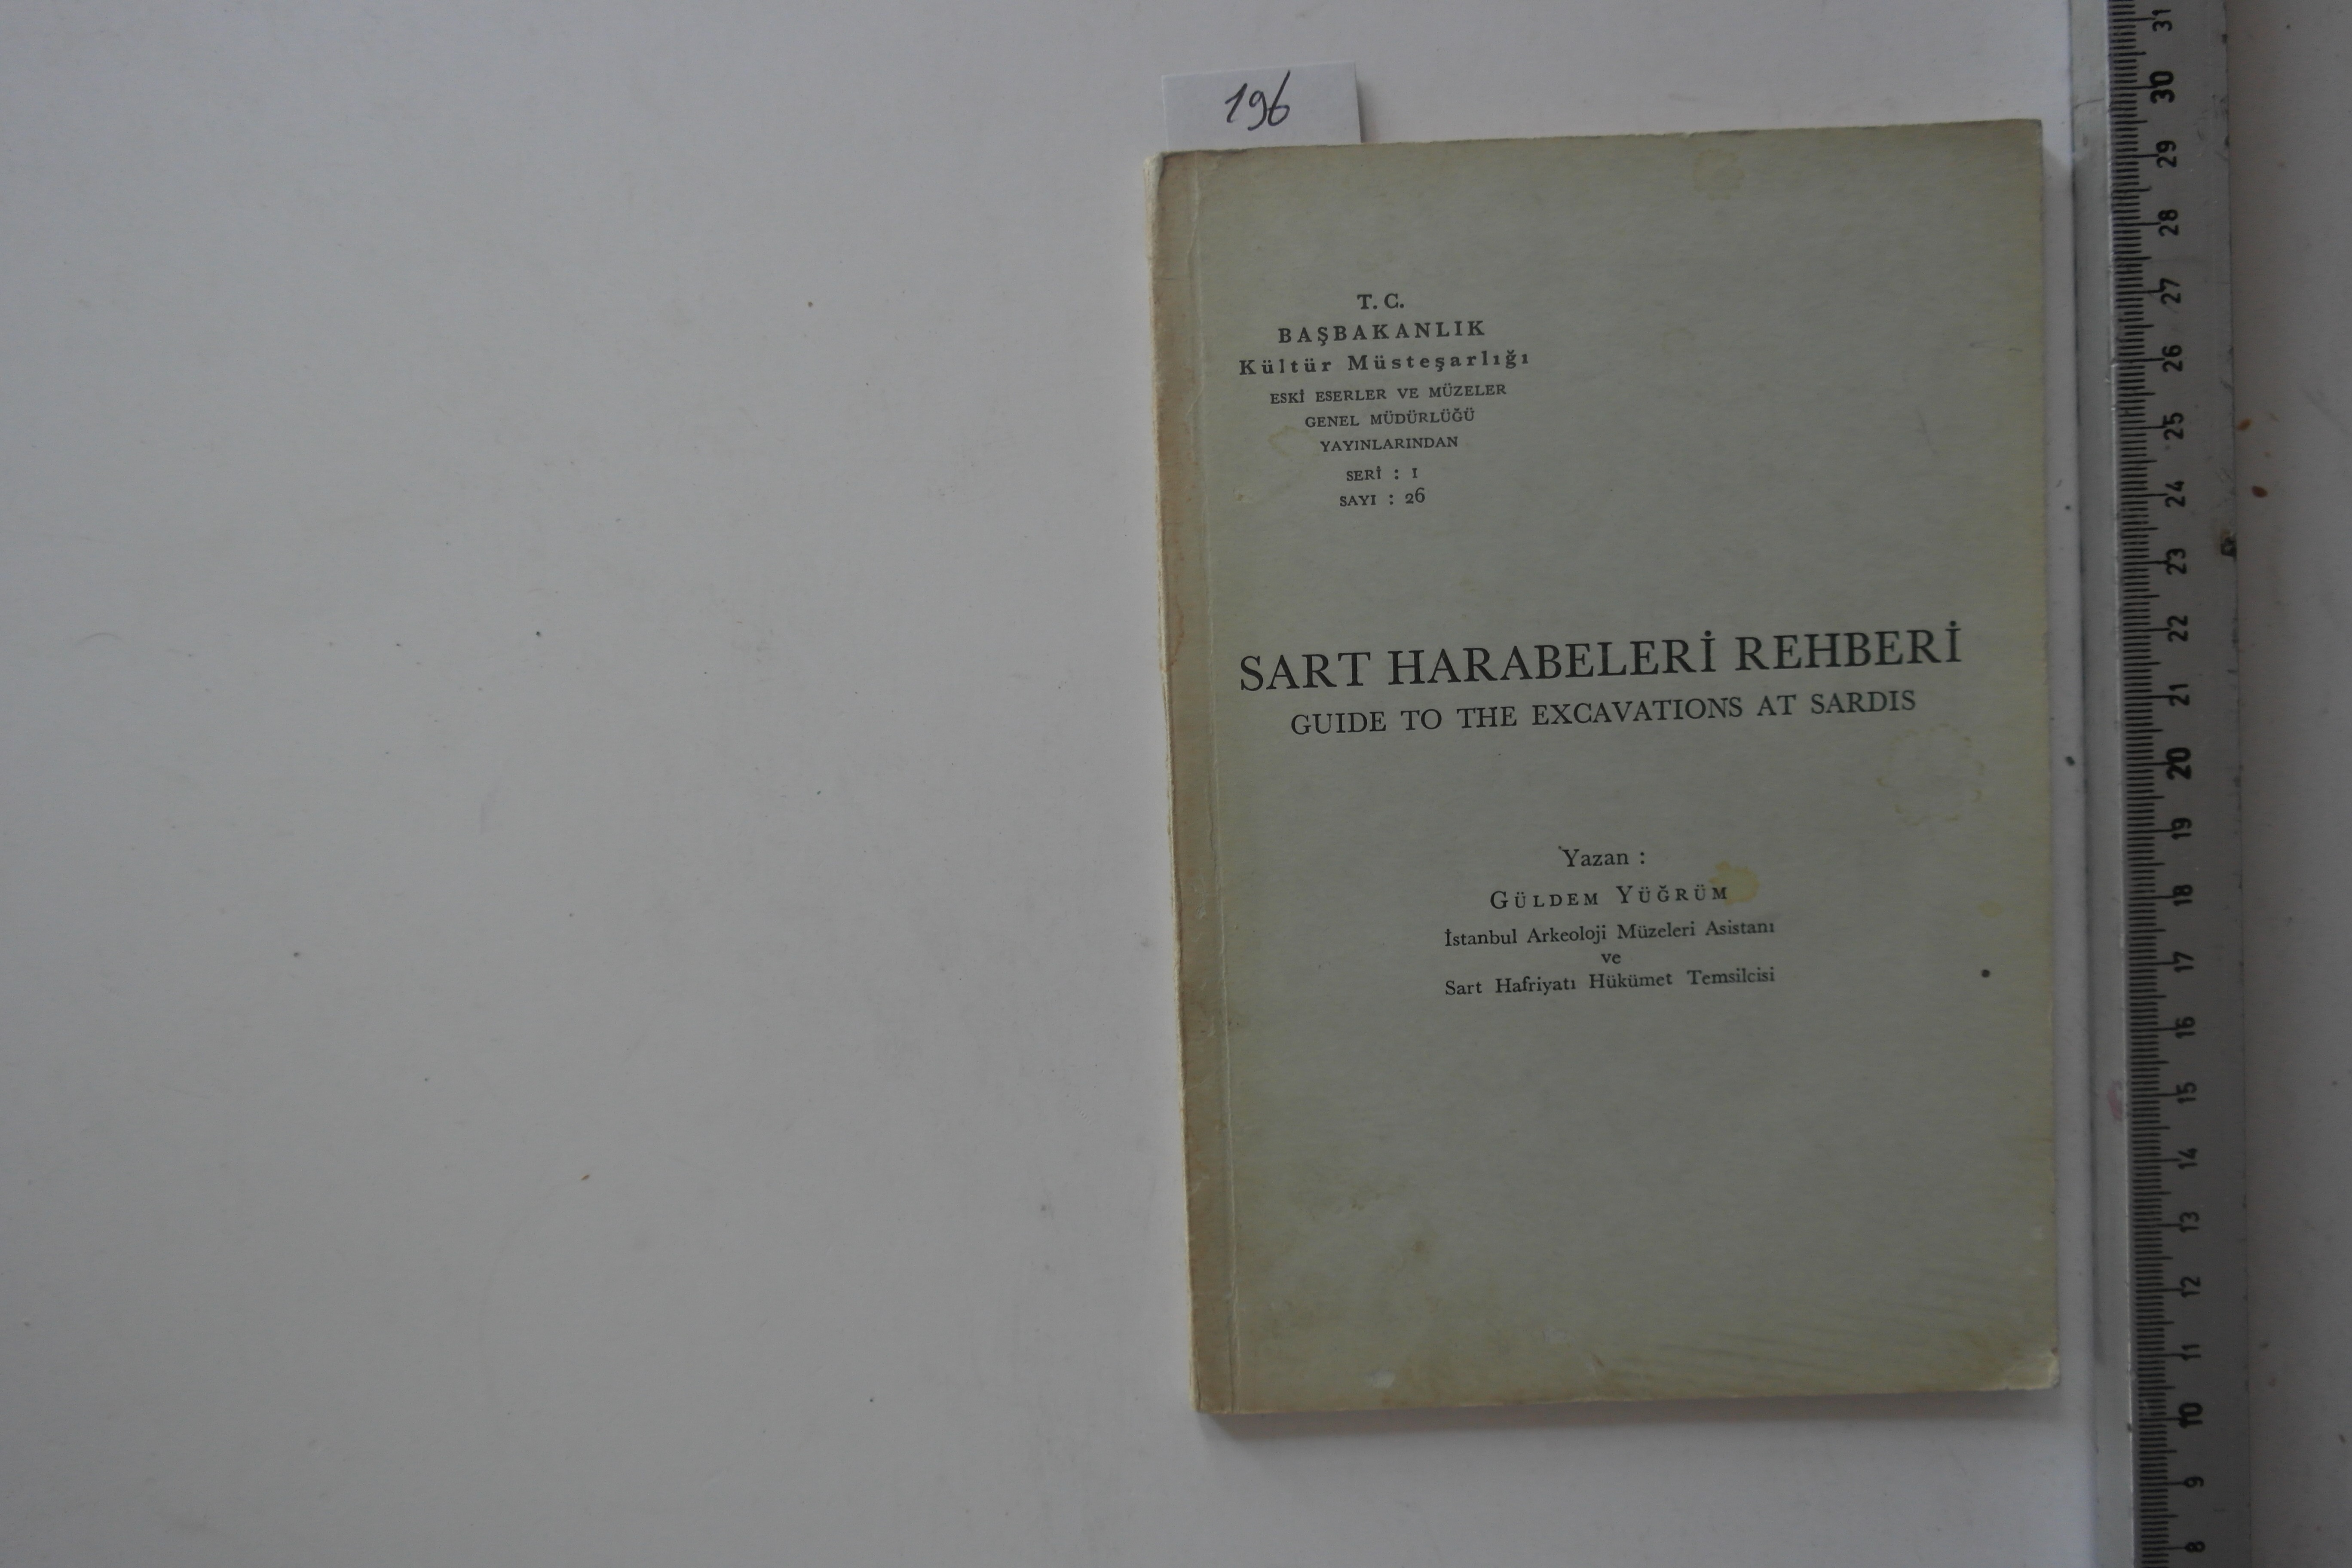 196
T. C.
BAŞBAKANLIK
Kültür Müsteşarlığı
ESKİ ESERLER VE MÜZELER
GENEL MÜDÜRLÜĞÜ
YAYINLARINDAN
SERİ : I
SAYI : 26
SART HARABELERİ REHBERİ
GUIDE TO THE EXCAVATIONS AT SARDIS
Yazan :
GÜLDEM YÜĞRÜM
İstanbul Arkeoloji Müzeleri Asistanı
ve
Sart Hafriyatı Hükümet Temsilcisi
31
30
29
28
27
26
25
24
23
22
21
20
19
18
17
16
15
14
13
12
11
10
9
8